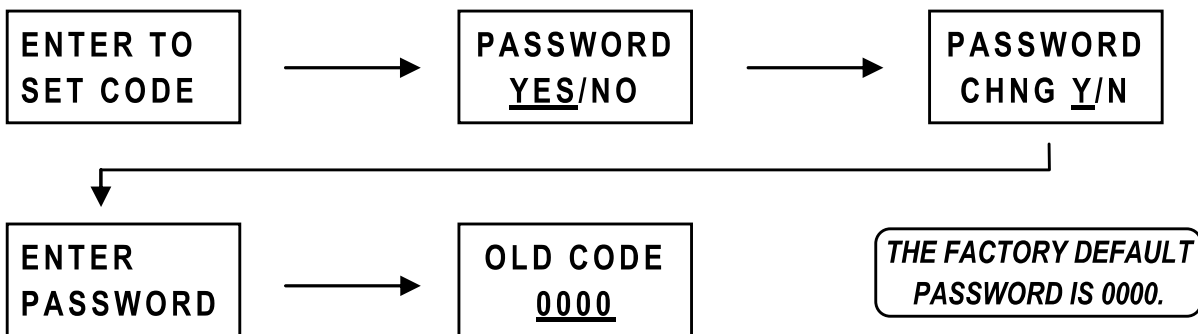 ENTER TO
SET CODE
PASSWORD
YES/NO
PASSWORD
CHNG Y/N
ENTER
PASSWORD
OLD CODE
0000
THE FACTORY DEFAULT
PASSWORD IS 0000.